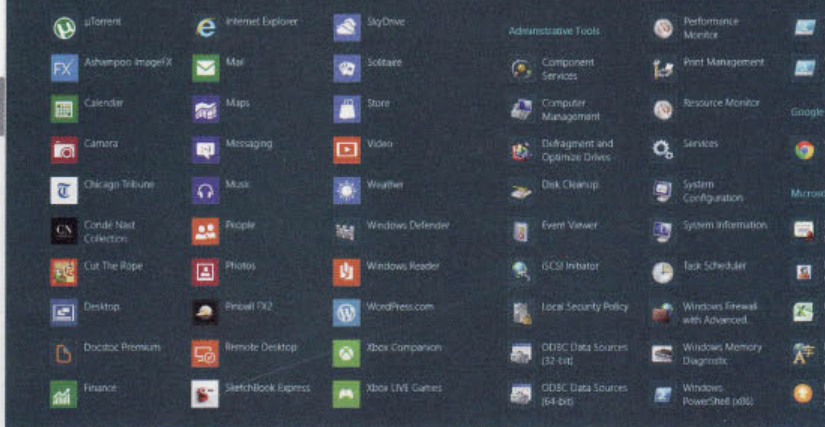 µTorrent
Ashampoo ImageFX
Calendar
Camera
Chicago Tribune
Condé Nast
Collection
Cut The Rope
Desktop
Docstoc Premium
Finance
Internet Explorer
Mail
Maps
Messaging
Music
People
Photos
Pinball FX2
Remote Desktop
SketchBook Express
SkyDrive
Solitaire
Store
Video
Weather
Windows Defender
Windows Reader
WordPress.com
Xbox Companion
Xbox LIVE Games
Administrative Tools
Component
Services
Computer
Management
Defragment and
Optimize Drives
Disk Cleanup
Event Viewer
iSCSI Initiator
Local Security Policy
ODBC Data Sources
(32-bit)
ODBC Data Sources
(64-bit)
Performance
Monitor
Print Management
Resource Monitor
Services
System
Configuration
System Information
Task Scheduler
Windows Firewall
with Advanced...
Windows Memory
Diagnostic
Windows
PowerShell (x86)
Google
Microso